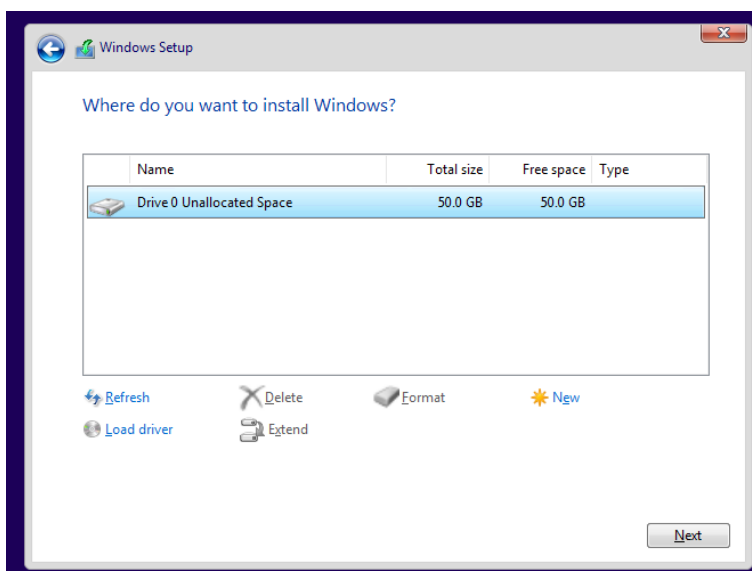 Windows Setup
Where do you want to install Windows?
Name Total size Free space Type
Drive 0 Unallocated Space 50.0 GB 50.0 GB
Refresh Delete Format New
Load driver Extend
Next